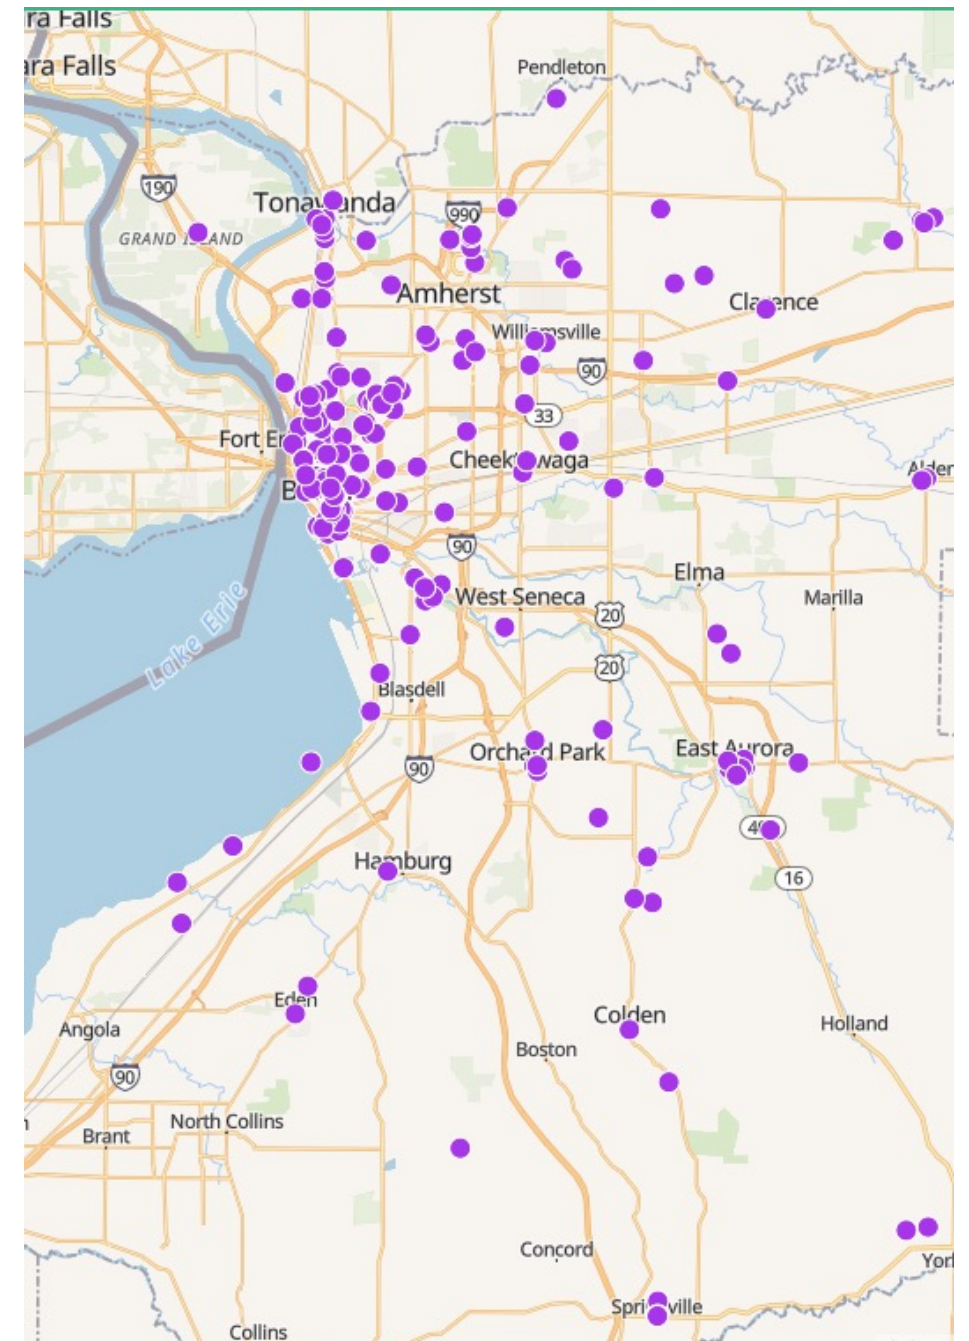 ra Falls
ara Falls
Pendleton
190
Tonawanda
990
GRAND ISLAND
Amherst
Clarence
Williamsville
90
33
Fort Er
Cheektowaga
Alden
B
90
Elma
West Seneca
Marilla
20
Lake Erie
20
Blasdell
Orchard Park
East Aurora
90
Hamburg
16
Eden
Colden
Angola
Holland
Boston
90
North Collins
Brant
Concord
York
Springville
Collins